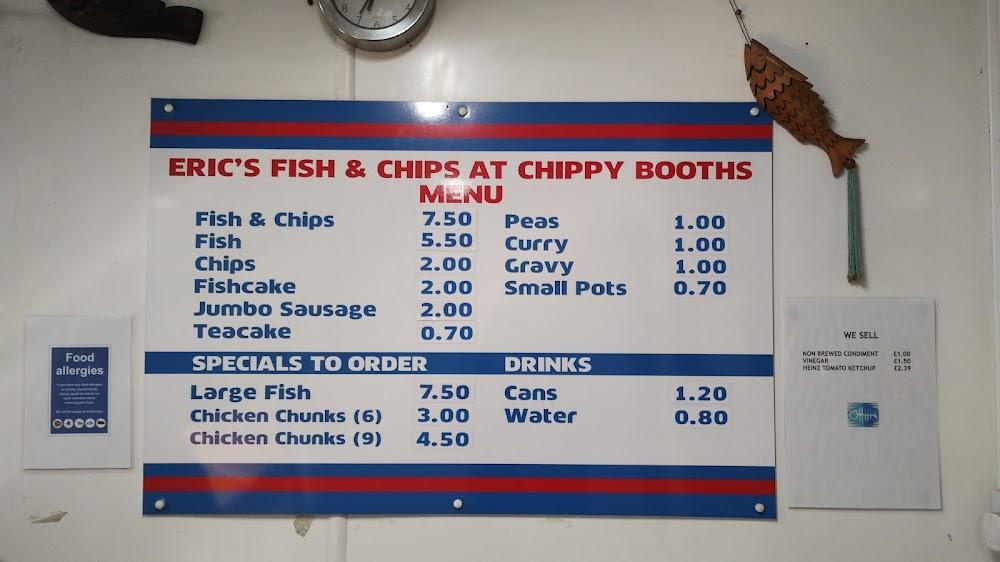 ERIC'S FISH & CHIPS AT CHIPPY BOOTHS
MENU
Fish & Chips 7.50
Fish 5.50
Chips 2.00
Fishcake 2.00
Jumbo Sausage 2.00
Teacake 0.70
Peas 1.00
Curry 1.00
Gravy 1.00
Small Pots 0.70
SPECIALS TO ORDER
Large Fish 7.50
Chicken Chunks (6) 3.00
Chicken Chunks (9) 4.50
DRINKS
Cans 1.20
Water 0.80
Food
allergies
WE SELL
NON BREWED CONDIMENT £1.00
VINEGAR £1.50
HEINZ TOMATO KETCHUP £2.39